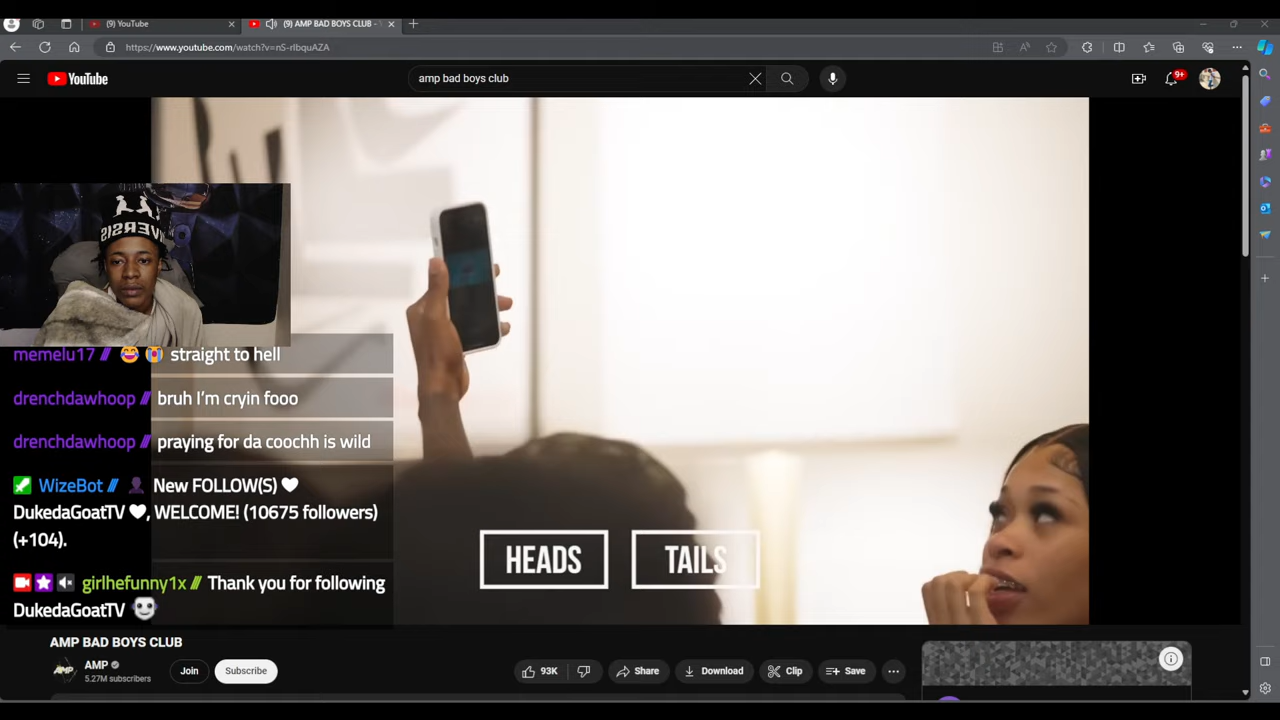 (9) YouTube
(9) AMP BAD BOYS CLUB -
https://www.youtube.com/watch?v=nS-rIbquAZA
YouTube
amp bad boys club
9+
memelu17 // 😂 😭 straight to hell
drenchdawhoop // bruh I'm cryin fooo
drenchdawhoop // praying for da coochh is wild
WizeBot // 👤 New FOLLOW(S) ♥
DukedaGoatTV ♥, WELCOME! (10675 followers)
(+104).
girlhefunny1x // Thank you for following
DukedaGoatTV
HEADS
TAILS
AMP BAD BOYS CLUB
AMP
5.27M subscribers
Join
Subscribe
93K
Share
Download
Clip
Save